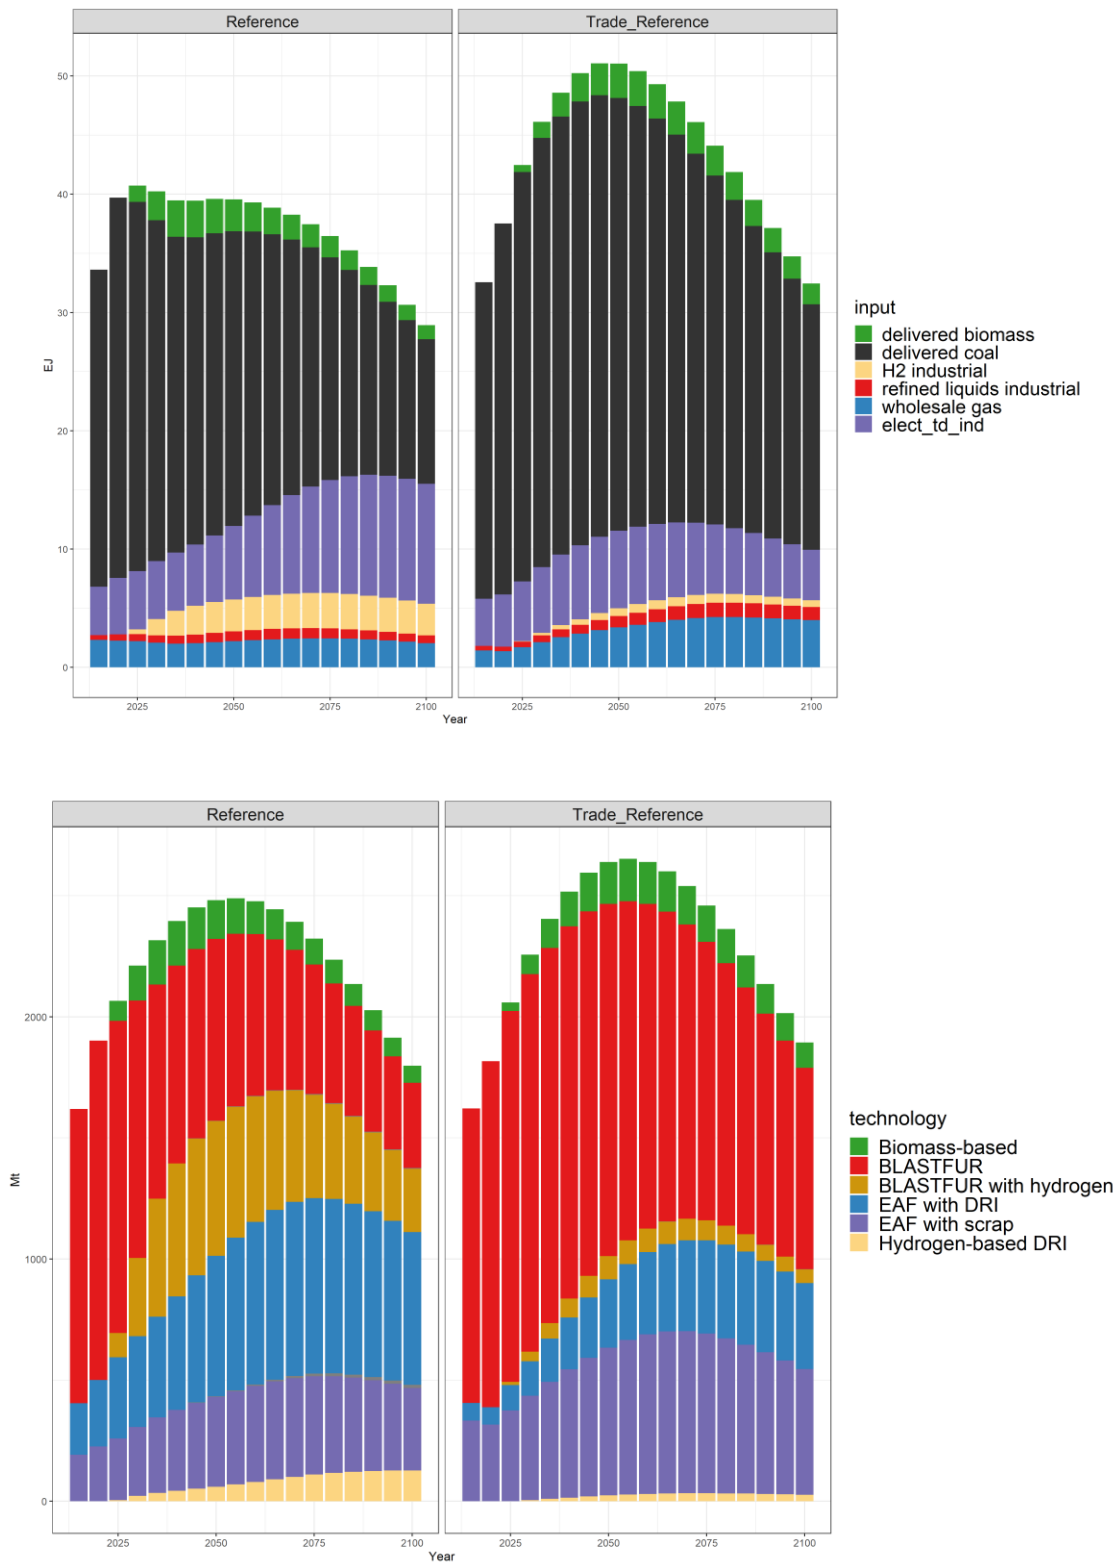 Reference
Trade_Reference
50
40
30
20
10
0
EJ
2025
2050
2075
2100
2025
2050
2075
2100
Year
input
delivered biomass
delivered coal
H2 industrial
refined liquids industrial
wholesale gas
elect_td_ind
Reference
Trade_Reference
2000
1000
0
Mt
2025
2050
2075
2100
2025
2050
2075
2100
Year
technology
Biomass-based
BLASTFUR
BLASTFUR with hydrogen
EAF with DRI
EAF with scrap
Hydrogen-based DRI